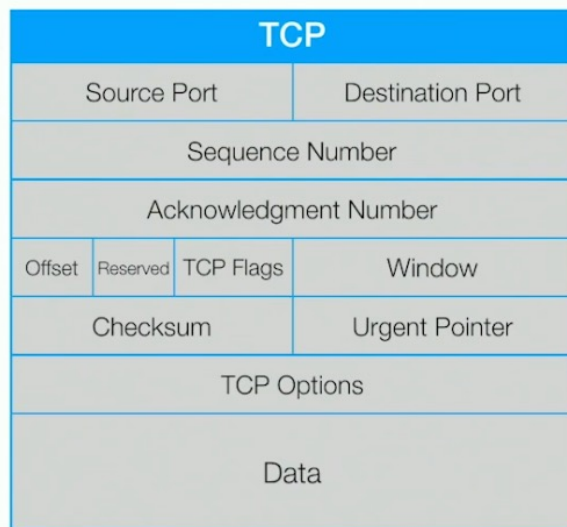 TCP
Source Port Destination Port
Sequence Number
Acknowledgment Number
Offset Reserved TCP Flags Window
Checksum Urgent Pointer
TCP Options
Data